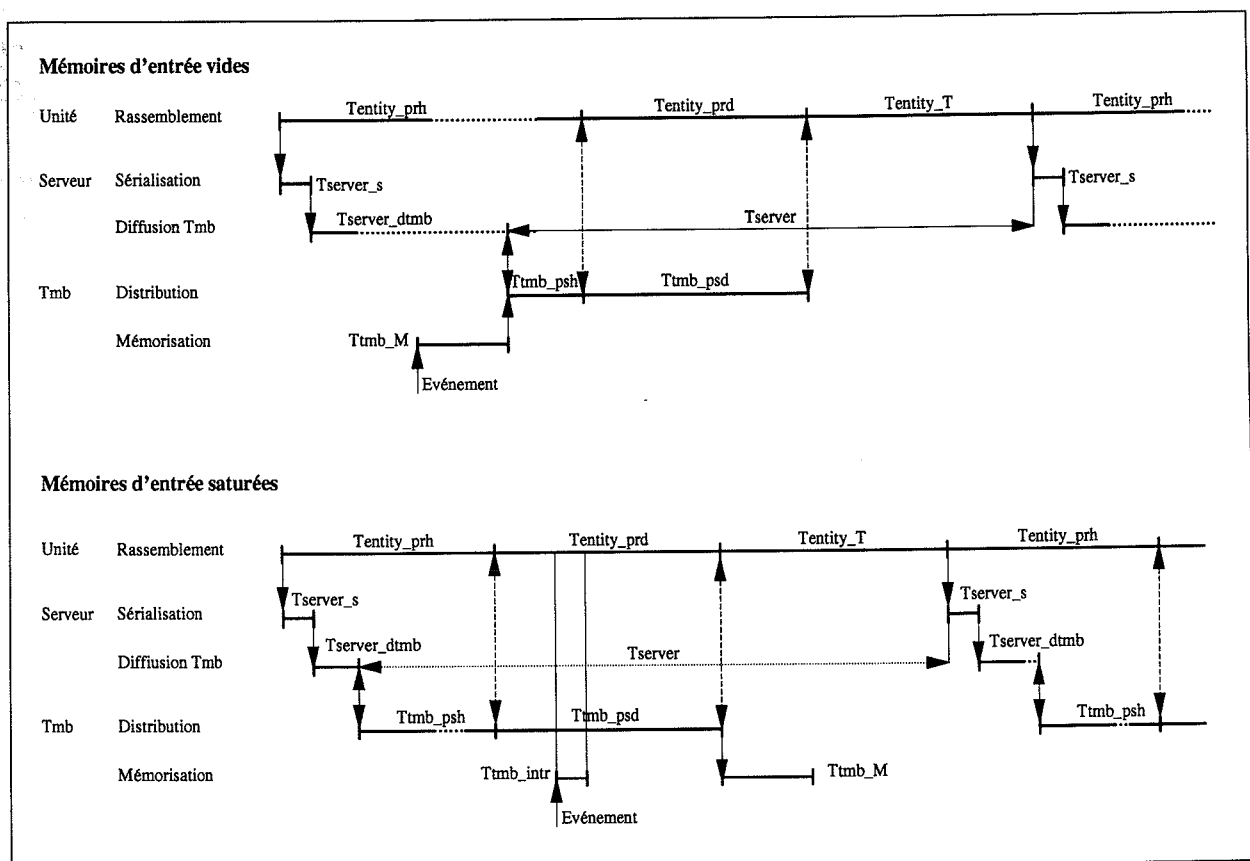 Mémoires d'entrée vides
Unité Rassemblement Tentity_prh Tentity_prd Tentity_T Tentity_prh
Serveur Sérialisation Tserver_s Tserver_s
Diffusion Tmb Tserver_dtmb Tserver
Tmb Distribution Ttmb_psh Ttmb_psd
Mémorisation Ttmb_M
Evénement
Mémoires d'entrée saturées
Unité Rassemblement Tentity_prh Tentity_prd Tentity_T Tentity_prh
Serveur Sérialisation Tserver_s Tserver_s
Diffiusion Tmb Tserver_dtmb Tserver Tserver_dtmb
Tmb Distribution Ttmb_psh Ttmb_psd Ttmb_psh
Mémorisation Ttmb_intr Ttmb_M
Evénement